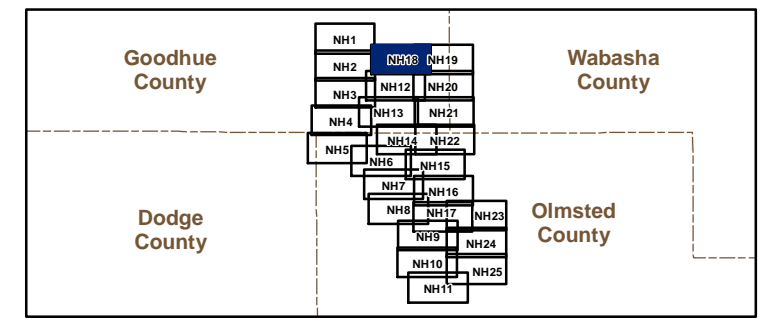 NH1
Goodhue
County
NH2
NH18
NH19
Wabasha
County
NH3
NH12
NH20
NH4
NH13
NH21
NH5
NH14
NH22
NH6
NH15
NH7
NH16
Dodge
County
NH8
NH17
NH23
Olmsted
County
NH9
NH24
NH10
NH25
NH11